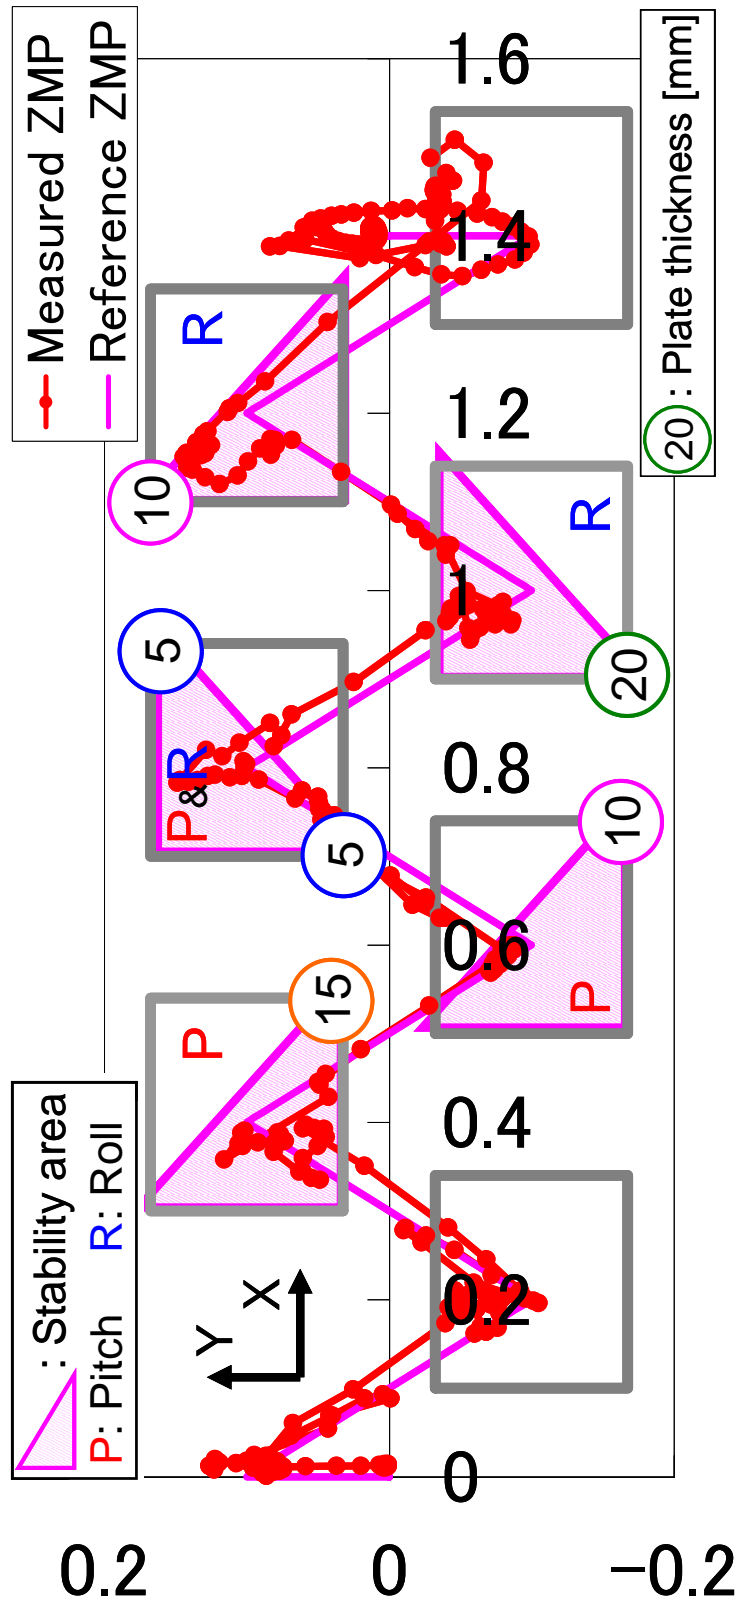 : Stability area
P: Pitch R: Roll
Measured ZMP
Reference ZMP
0.2
0
−0.2
Y
X
P
15
P
10
P&R
5
5
R
20
R
10
0
0.2
0.4
0.6
0.8
1
1.2
1.4
1.6
20 : Plate thickness [mm]